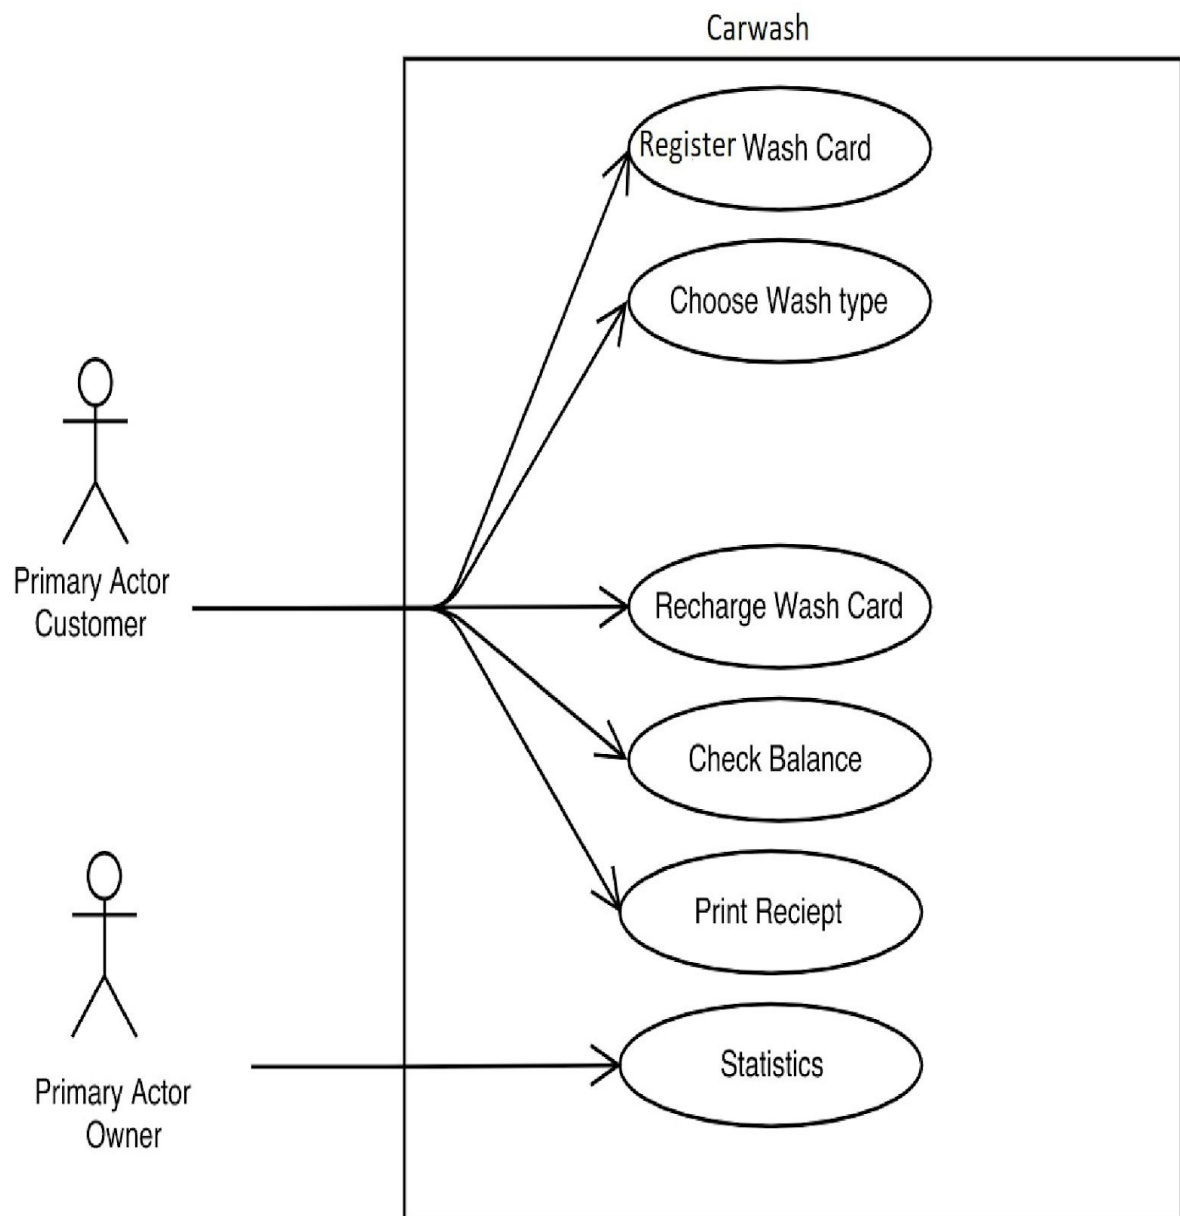 Carwash
Register Wash Card
Choose Wash type
Primary Actor
Customer
Recharge Wash Card
Check Balance
Print Reciept
Statistics
Primary Actor
Owner